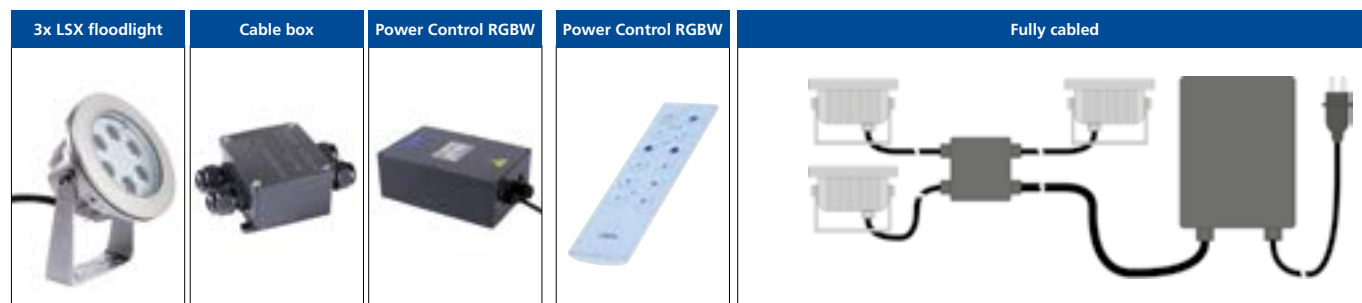 3x LSX floodlight
Cable box
Power Control RGBW
Power Control RGBW
Fully cabled